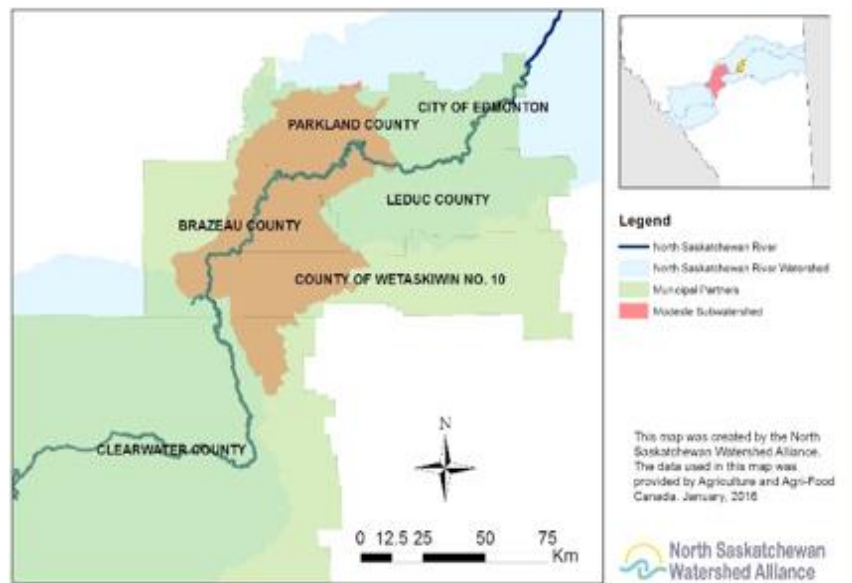 CITY OF EDMONTON
PARKLAND COUNTY
LEDUC COUNTY
BRAZEAU COUNTY
COUNTY OF WETASKIWIN NO. 10
CLEARWATER COUNTY
N
0 12.5 25 50 75
Km
Legend
North Saskatchewan River
North Saskatchewan River Watershed
Municipal Partners
Modeste Subwatershed
This map was created by the North
Saskatchewan Watershed Alliance.
The data used in this map was
provided by Agriculture and Agri-Food
Canada. January, 2016
North Saskatchewan
Watershed Alliance